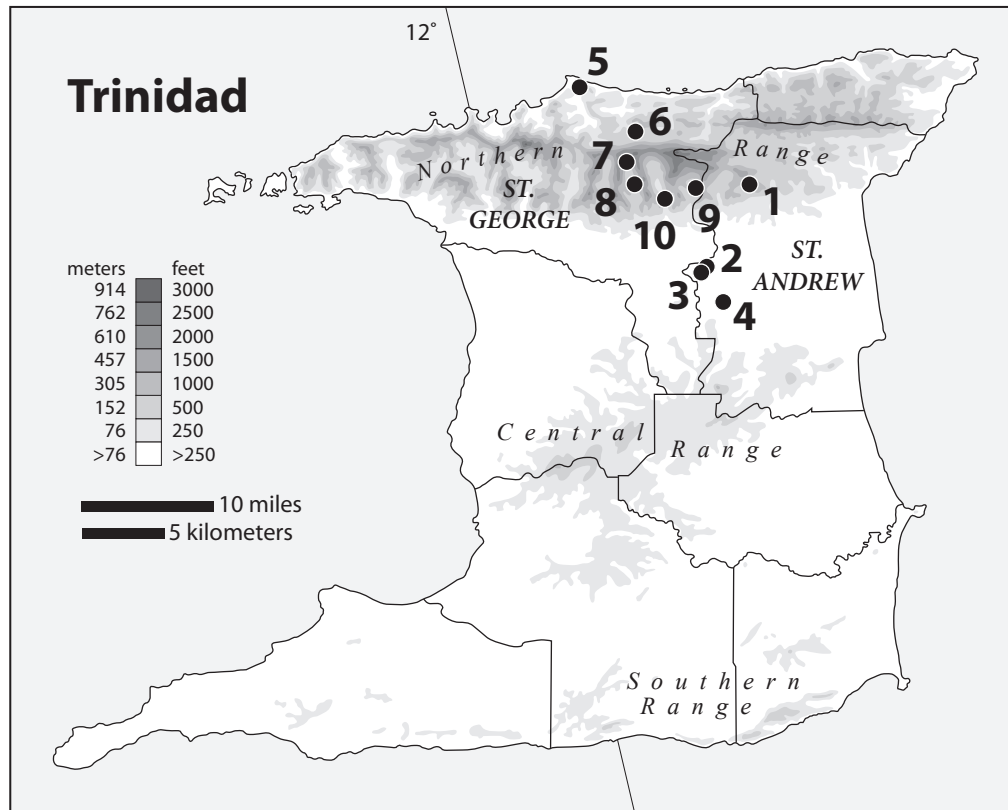 12°
Trinidad
5
6
7
8
10
9
1
Northern
Range
ST.
GEORGE
ST.
ANDREW
2
3
4
meters feet
914 3000
762 2500
610 2000
457 1500
305 1000
152 500
76 250
>76 >250
10 miles
5 kilometers
Central
Range
Southern
Range